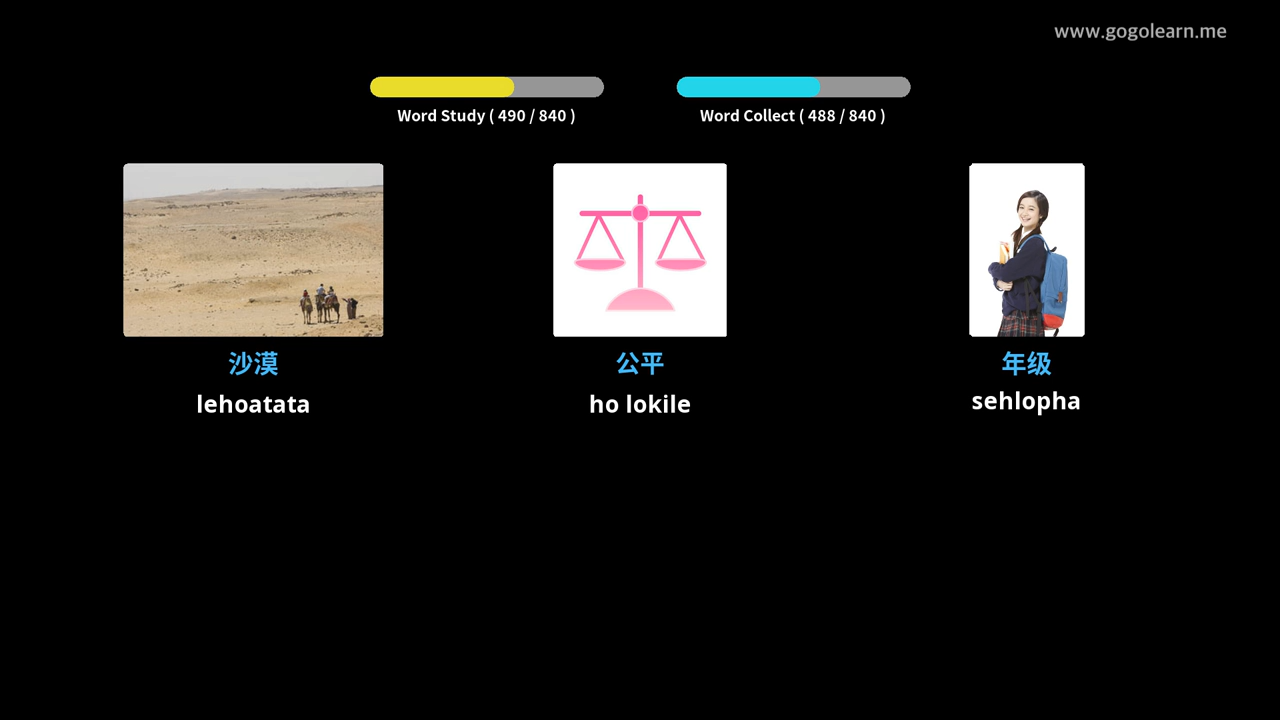 www.gogolearn.me
Word Study ( 490 / 840 )
Word Collect ( 488 / 840 )
沙漠
公平
年级
lehoatata
ho lokile
sehlopha